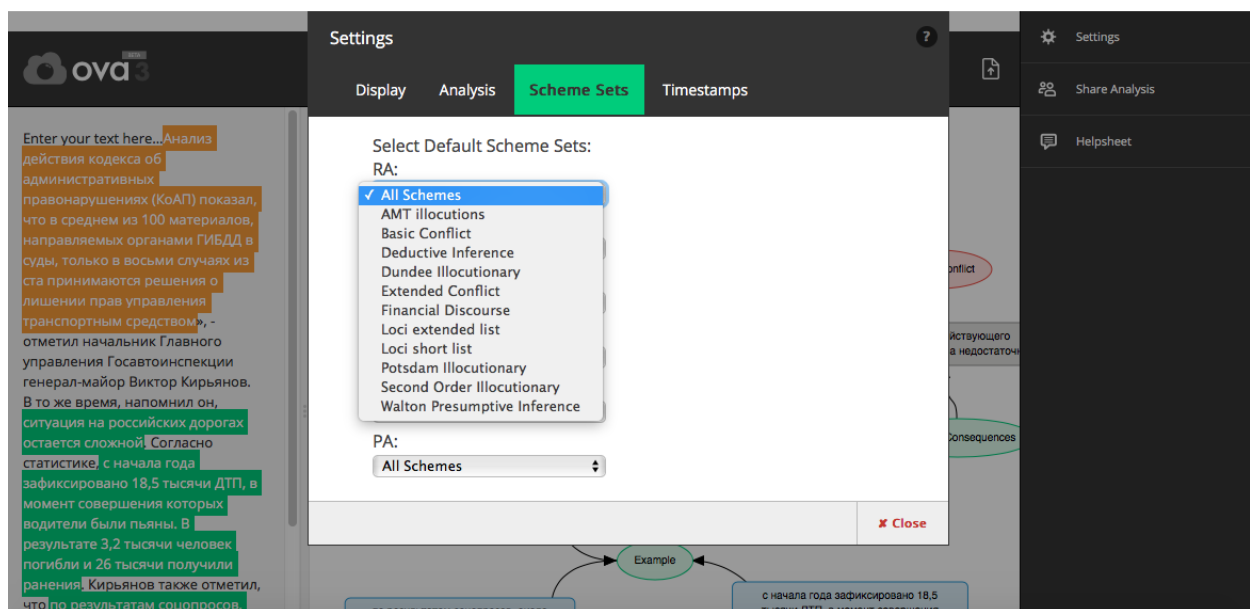 Settings
?
Display Analysis Scheme Sets Timestamps
Select Default Scheme Sets:
RA:
✓ All Schemes
AMT illocutions
Basic Conflict
Deductive Inference
Dundee Illocutionary
Extended Conflict
Financial Discourse
Loci extended list
Loci short list
Potsdam Illocutionary
Second Order Illocutionary
Walton Presumptive Inference
PA:
All Schemes
✘ Close
BETA
ova 3
Enter your text here...Анализ
действия кодекса об
административных
правонарушениях (КоАП) показал,
что в среднем из 100 материалов,
направляемых органами ГИБДД в
суды, только в восьми случаях из
ста принимаются решения о
лишении прав управления
транспортным средством», -
отметил начальник Главного
управления Госавтоинспекции
генерал-майор Виктор Кирьянов.
В то же время, напомнил он,
ситуация на российских дорогах
остается сложной. Согласно
статистике, с начала года
зафиксировано 18,5 тысячи ДТП, в
момент совершения которых
водители были пьяны. В
результате 3,2 тысячи человек
погибли и 26 тысячи получили
ранения. Кирьянов также отметил,
что по результатам соцопросов,
Example
с начала года зафиксировано 18,5
Consequences
Settings
Share Analysis
Helpsheet